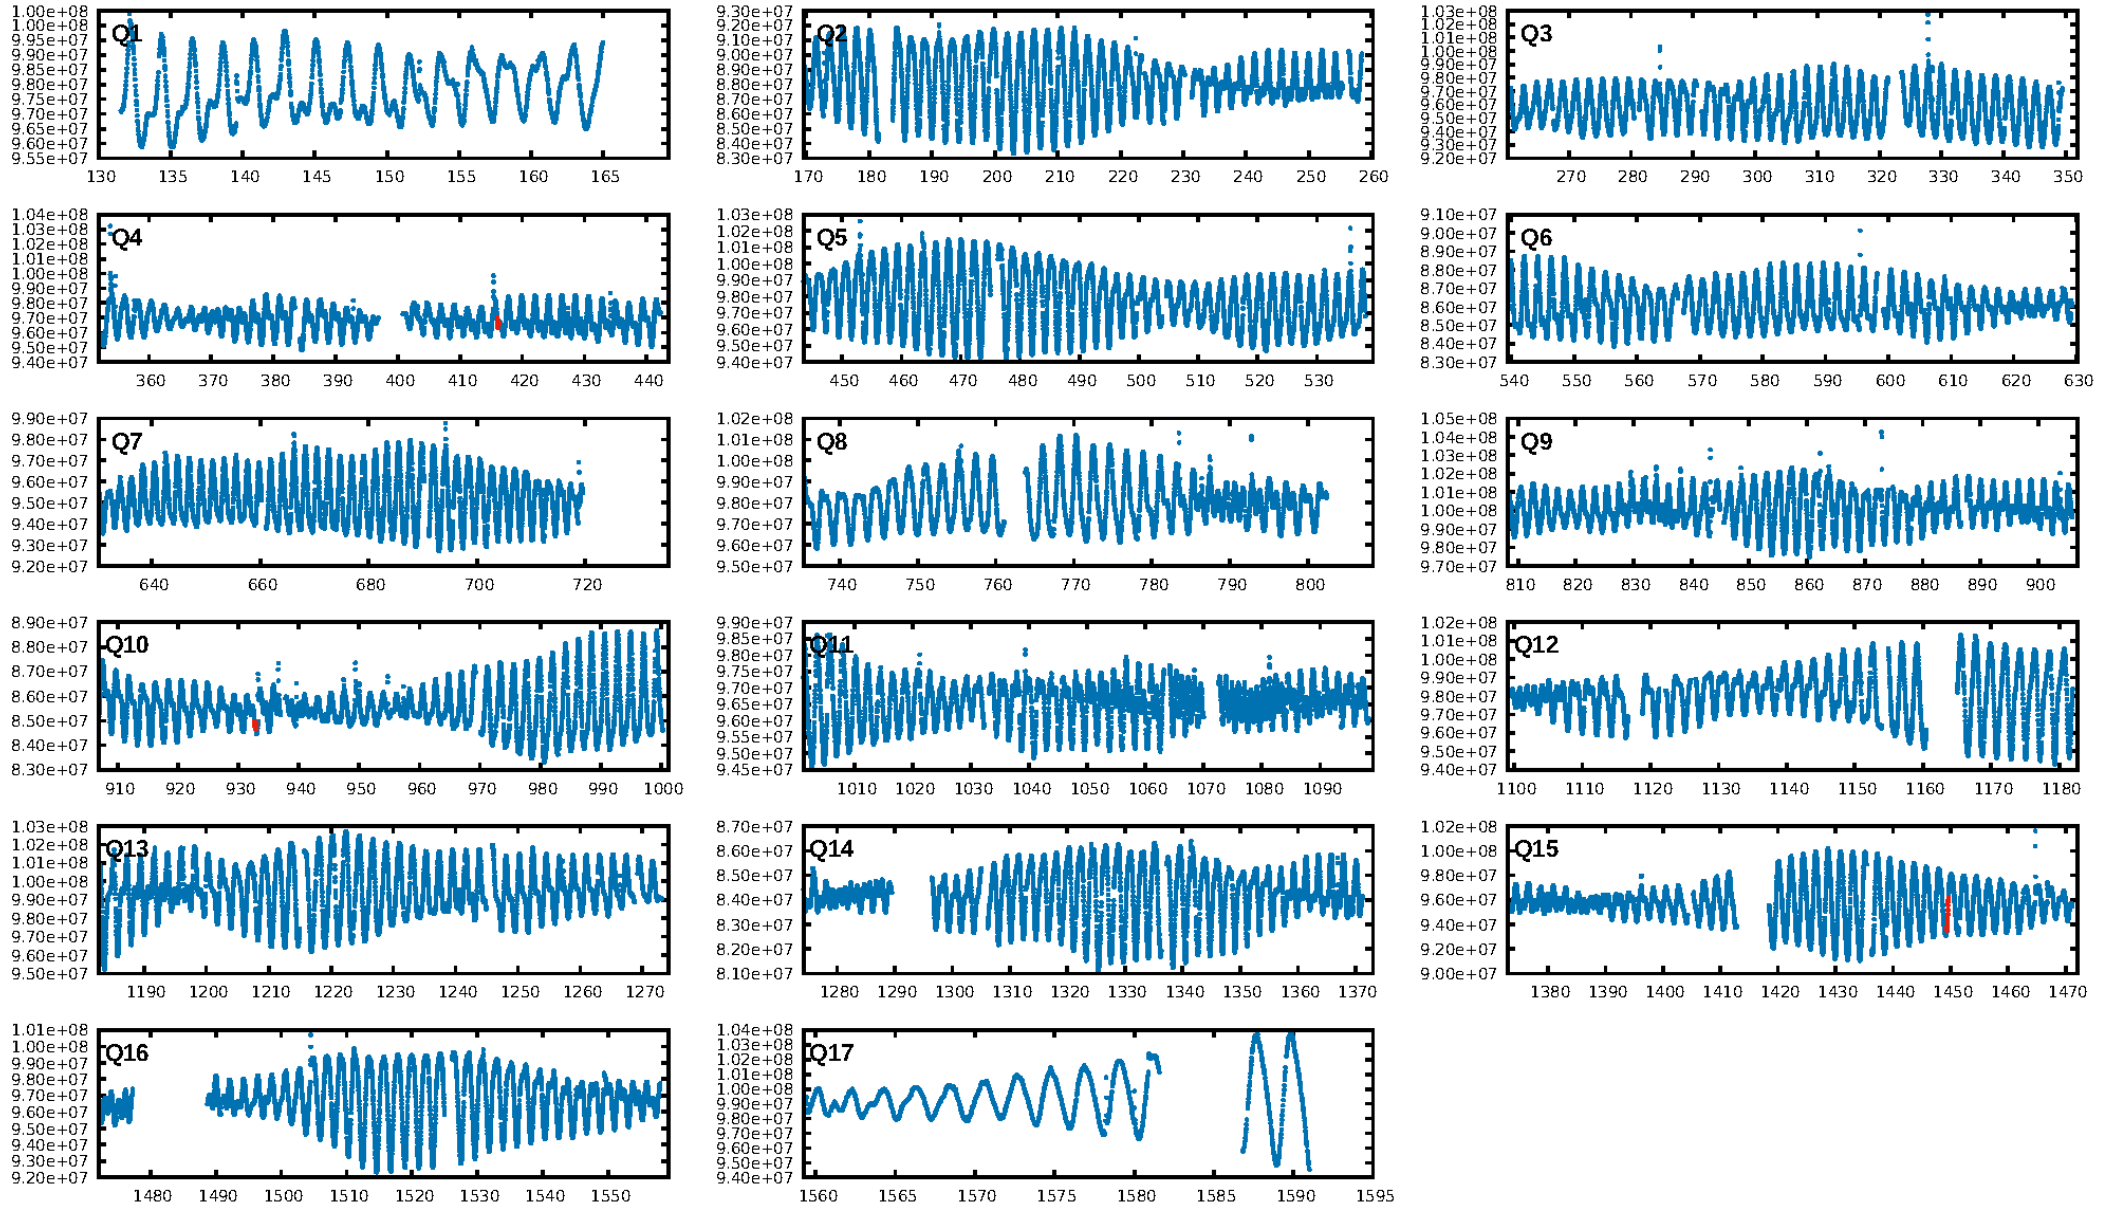 Q1
1.00e+08
9.95e+07
9.90e+07
9.85e+07
9.80e+07
9.75e+07
9.70e+07
9.65e+07
9.60e+07
9.55e+07
130 135 140 145 150 155 160 165
Q2
9.30e+07
9.20e+07
9.10e+07
9.00e+07
8.90e+07
8.80e+07
8.70e+07
8.60e+07
8.50e+07
8.40e+07
8.30e+07
170 180 190 200 210 220 230 240 250 260
Q3
1.03e+08
1.02e+08
1.01e+08
1.00e+08
9.90e+07
9.80e+07
9.70e+07
9.60e+07
9.50e+07
9.40e+07
9.30e+07
9.20e+07
270 280 290 300 310 320 330 340 350
Q4
1.04e+08
1.03e+08
1.02e+08
1.01e+08
1.00e+08
9.90e+07
9.80e+07
9.70e+07
9.60e+07
9.50e+07
9.40e+07
360 370 380 390 400 410 420 430 440
Q5
1.03e+08
1.02e+08
1.01e+08
1.00e+08
9.90e+07
9.80e+07
9.70e+07
9.60e+07
9.50e+07
9.40e+07
450 460 470 480 490 500 510 520 530
Q6
9.10e+07
9.00e+07
8.90e+07
8.80e+07
8.70e+07
8.60e+07
8.50e+07
8.40e+07
8.30e+07
540 550 560 570 580 590 600 610 620 630
Q7
9.90e+07
9.80e+07
9.70e+07
9.60e+07
9.50e+07
9.40e+07
9.30e+07
9.20e+07
640 660 680 700 720
Q8
1.02e+08
1.01e+08
1.00e+08
9.90e+07
9.80e+07
9.70e+07
9.60e+07
9.50e+07
740 750 760 770 780 790 800
Q9
1.05e+08
1.04e+08
1.03e+08
1.02e+08
1.01e+08
1.00e+08
9.90e+07
9.80e+07
9.70e+07
810 820 830 840 850 860 870 880 890 900
Q10
8.90e+07
8.80e+07
8.70e+07
8.60e+07
8.50e+07
8.40e+07
8.30e+07
910 920 930 940 950 960 970 980 990 1000
Q11
9.90e+07
9.85e+07
9.80e+07
9.75e+07
9.70e+07
9.65e+07
9.60e+07
9.55e+07
9.50e+07
9.45e+07
1010 1020 1030 1040 1050 1060 1070 1080 1090
Q12
1.02e+08
1.01e+08
1.00e+08
9.90e+07
9.80e+07
9.70e+07
9.60e+07
9.50e+07
9.40e+07
1100 1110 1120 1130 1140 1150 1160 1170 1180
Q13
1.03e+08
1.02e+08
1.01e+08
1.00e+08
9.90e+07
9.80e+07
9.70e+07
9.60e+07
9.50e+07
1190 1200 1210 1220 1230 1240 1250 1260 1270
Q14
8.70e+07
8.60e+07
8.50e+07
8.40e+07
8.30e+07
8.20e+07
8.10e+07
1280 1290 1300 1310 1320 1330 1340 1350 1360 1370
Q15
1.02e+08
1.00e+08
9.80e+07
9.60e+07
9.40e+07
9.20e+07
9.00e+07
1380 1390 1400 1410 1420 1430 1440 1450 1460 1470
Q16
1.01e+08
1.00e+08
9.90e+07
9.80e+07
9.70e+07
9.60e+07
9.50e+07
9.40e+07
9.30e+07
9.20e+07
1480 1490 1500 1510 1520 1530 1540 1550
Q17
1.04e+08
1.03e+08
1.02e+08
1.01e+08
1.00e+08
9.90e+07
9.80e+07
9.70e+07
9.60e+07
9.50e+07
9.40e+07
1560 1565 1570 1575 1580 1585 1590 1595